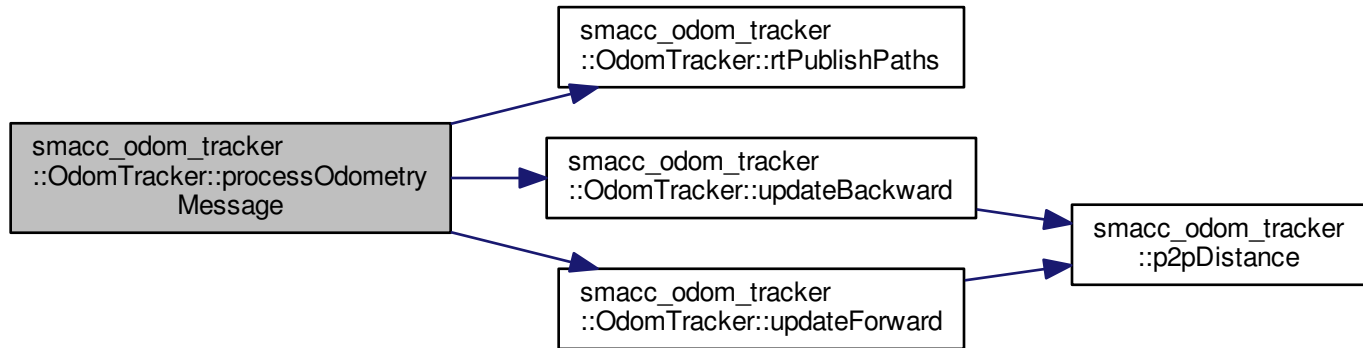 smacc_odom_tracker
::OdomTracker::processOdometry
Message
smacc_odom_tracker
::OdomTracker::rtPublishPaths
smacc_odom_tracker
::OdomTracker::updateBackward
smacc_odom_tracker
::OdomTracker::updateForward
smacc_odom_tracker
::p2pDistance